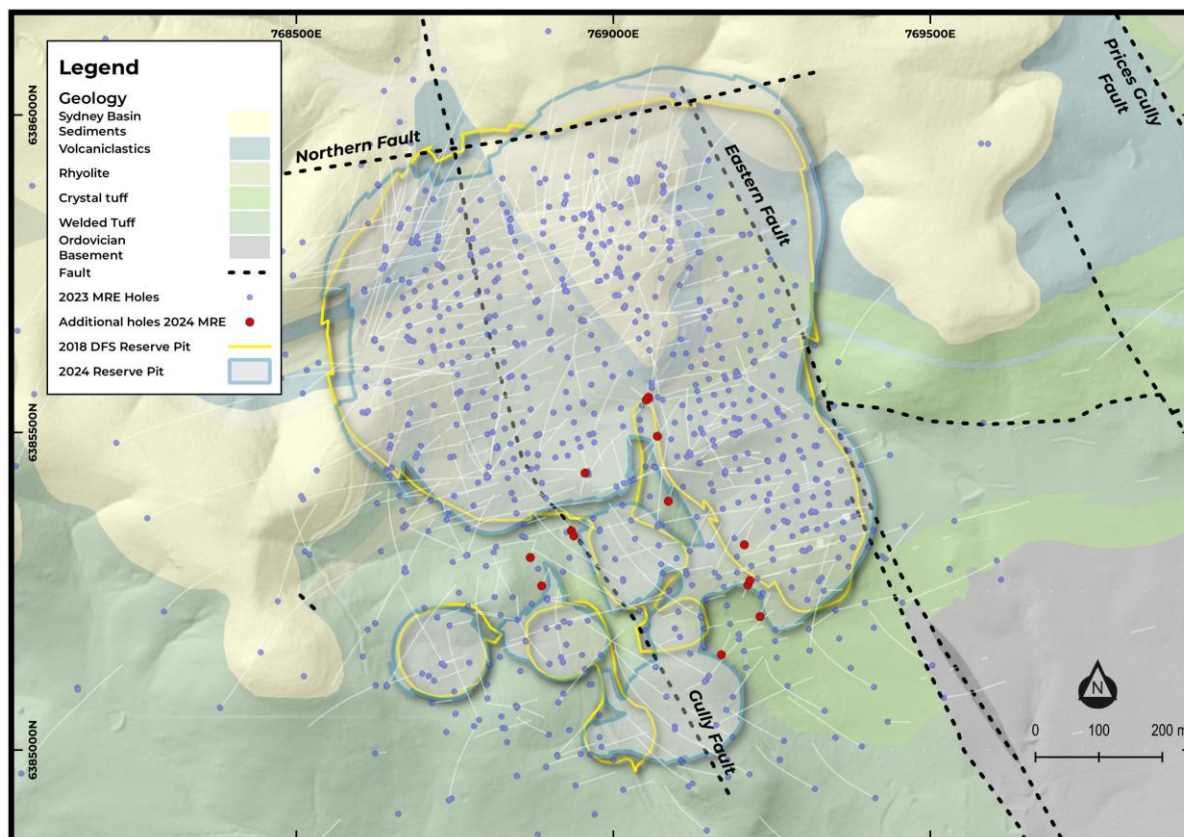 768500E
769000E
769500E
Legend
Geology
Sydney Basin
Sediments
Volcaniclastics
Rhyolite
Crystal tuff
Welded Tuff
Ordovician
Basement
Fault
2023 MRE Holes
Additional holes 2024 MRE
2018 DFS Reserve Pit
2024 Reserve Pit
Northern Fault
Eastern Fault
Prices Gully
Fault
Gully Fault
6386000N
6385500N
6385000N
N
0 100 200 m